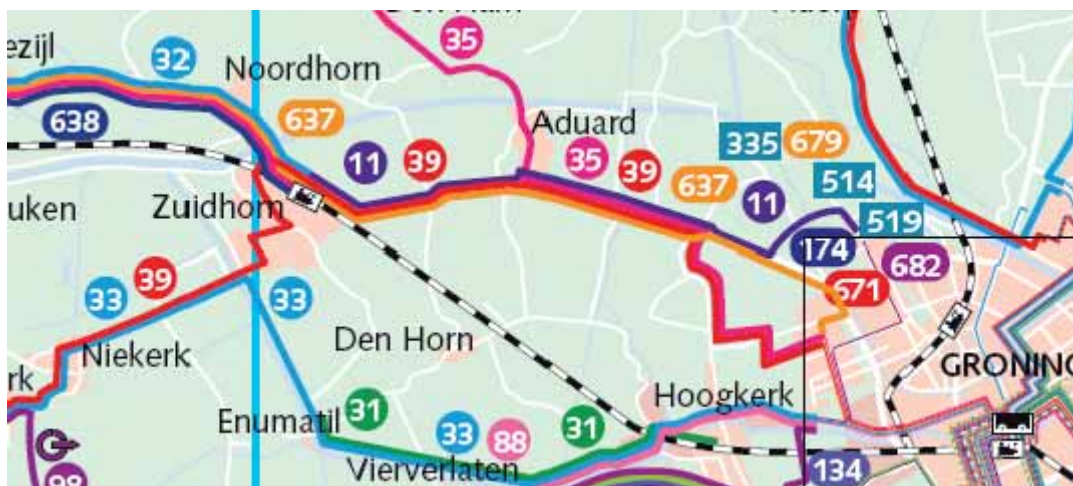 ezijl
32
Noordhorn
35
638
637
11
39
Aduard
35
39
637
335
679
11
514
519
174
682
671
uken
Zuidhorn
33
39
33
Niekerk
Den Horn
GRONING
rk
Enumatil
31
33
88
31
Hoogkerk
Vierverlaten
134
98